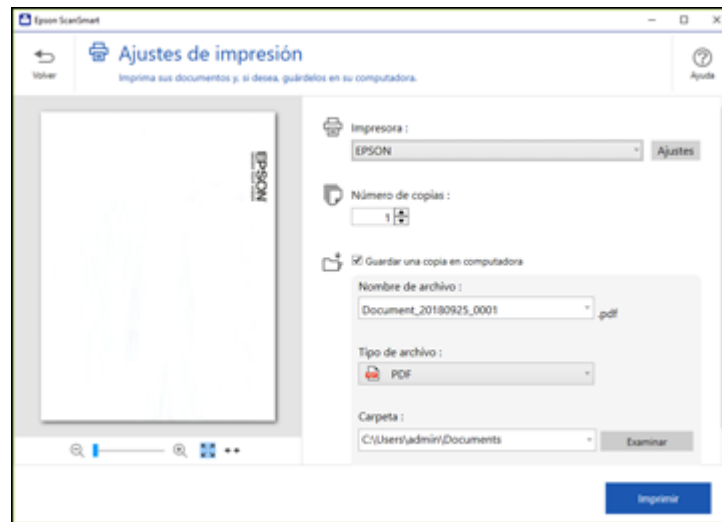 Epson ScanSmart
Volver
Ajustes de impresión
Imprima sus documentos y, si desea, guárdelos en su computadora.
Ayuda
EPSON
Impresora :
EPSON
Ajustes
Número de copias :
1
Guardar una copia en computadora
Nombre de archivo :
Document_20180925_0001
.pdf
Tipo de archivo :
PDF
Carpeta :
C:\Users\admin\Documents
Examinar
Imprimir